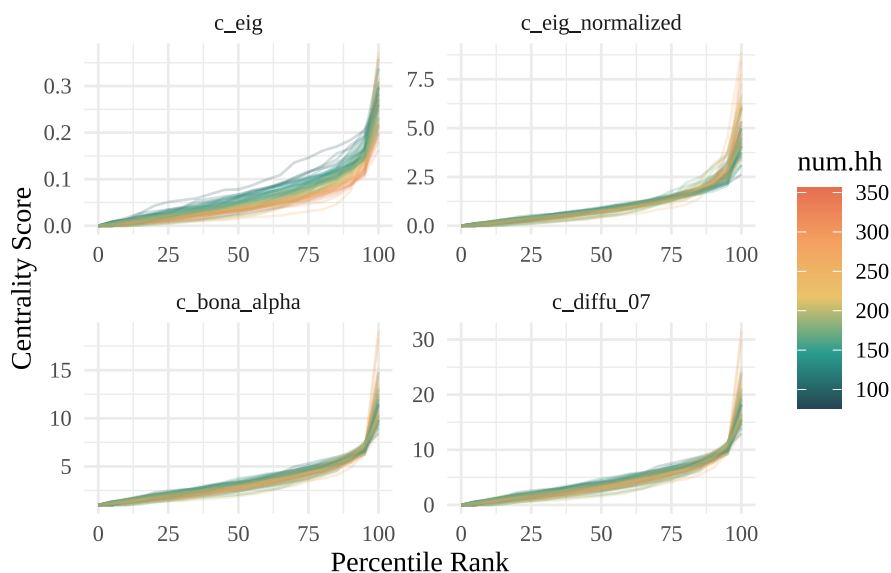 c_eig
c_eig_normalized
0.3
0.2
0.1
0.0
0 25 50 75 100
7.5
5.0
2.5
0.0
0 25 50 75 100
c_bona_alpha
c_diffu_07
15
10
5
0 25 50 75 100
30
20
10
0
0 25 50 75 100
Centrality Score
Percentile Rank
num.hh
350
300
250
200
150
100